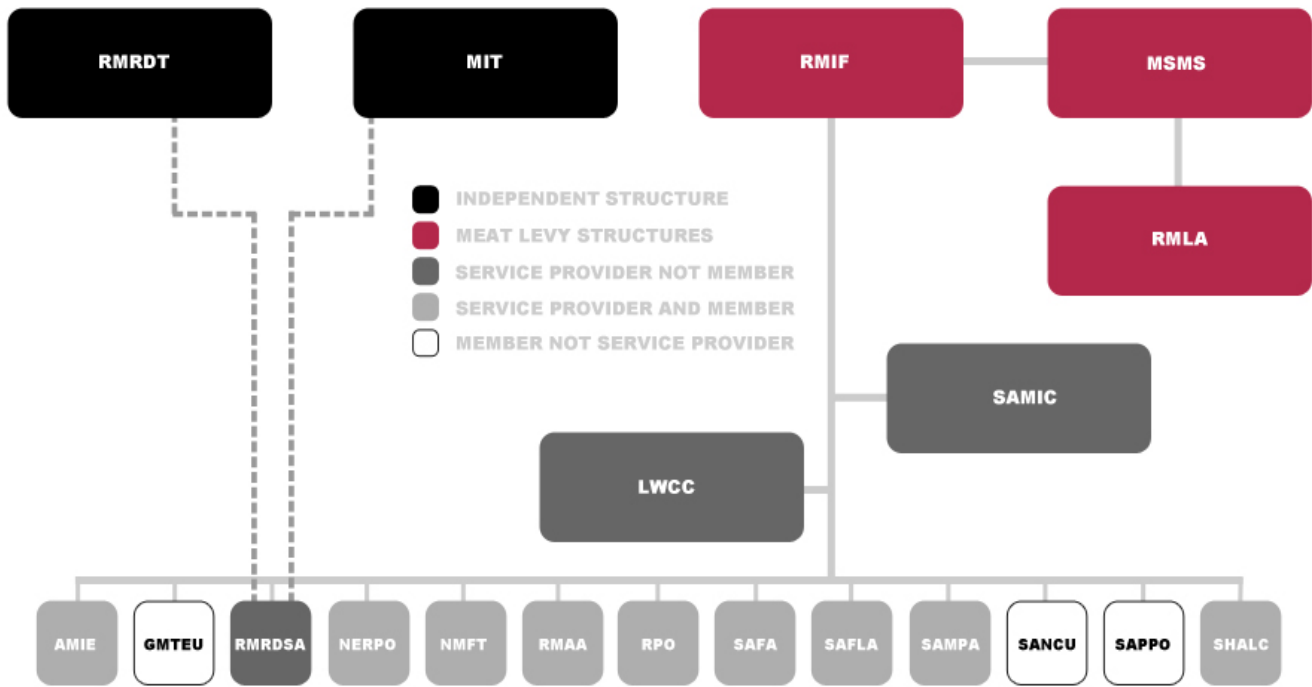 RMRDT
MIT
RMIF
MSMS
INDEPENDENT STRUCTURE
MEAT LEVY STRUCTURES
SERVICE PROVIDER NOT MEMBER
SERVICE PROVIDER AND MEMBER
MEMBER NOT SERVICE PROVIDER
RMLA
SAMIC
LWCC
AMIE
GMTEU
RMRDSA
NERPO
NMFT
RMAA
RPO
SAFA
SAFLA
SAMPA
SANCU
SAPPO
SHALC